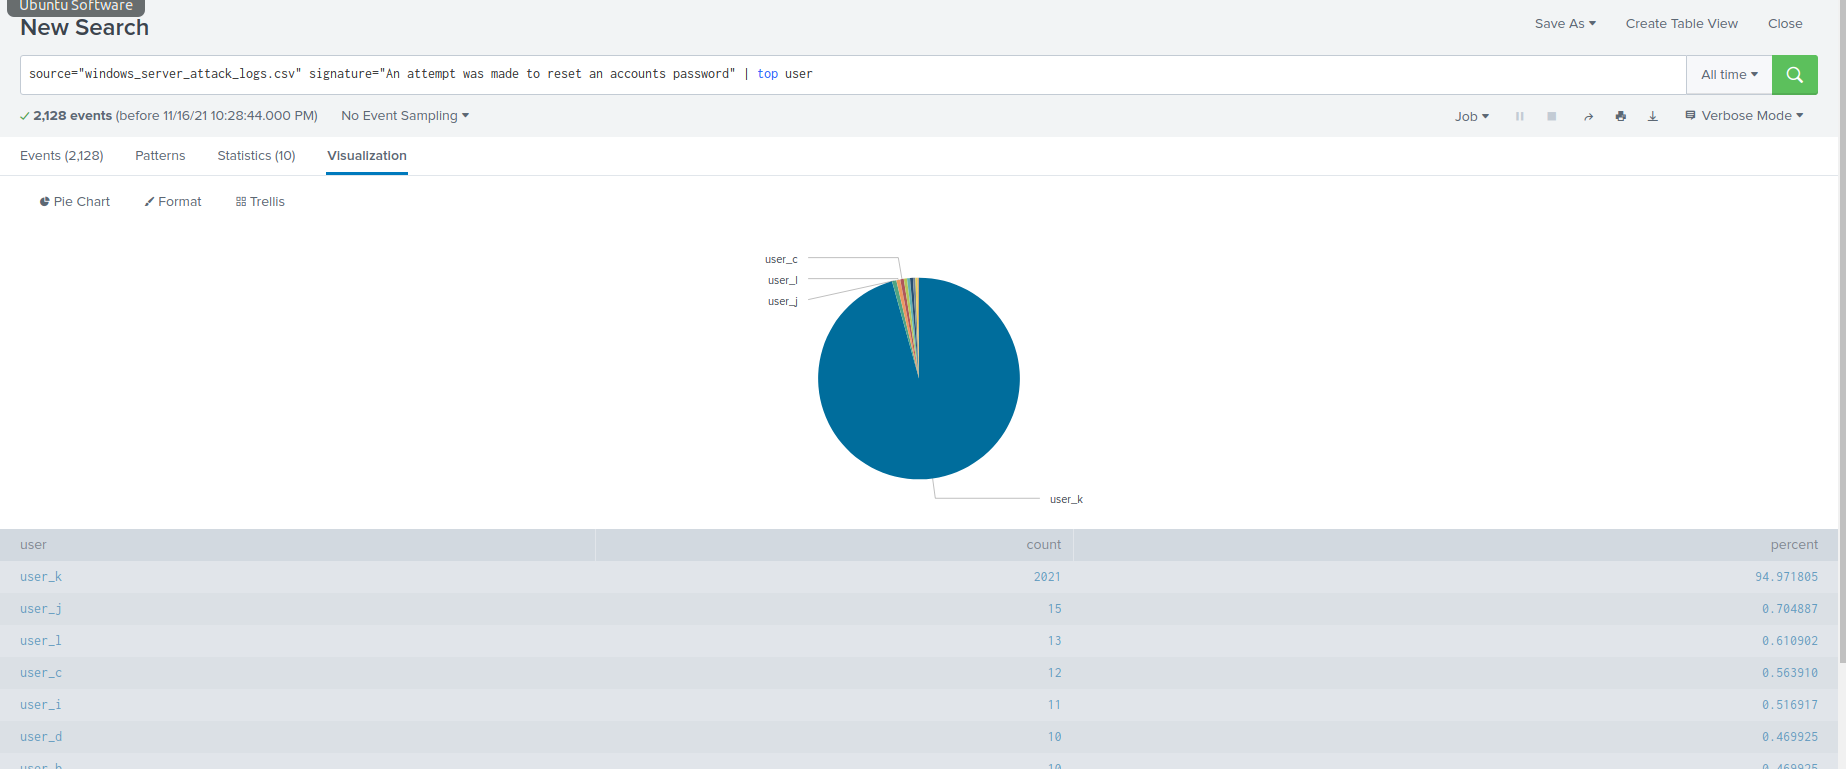 Ubuntu Software
New Search
Save As
Create Table View
Close
source="windows_server_attack_logs.csv" signature="An attempt was made to reset an accounts password" | top user
All time
2,128 events (before 11/16/21 10:28:44.000 PM)
No Event Sampling
Job
Verbose Mode
Events (2,128)
Patterns
Statistics (10)
Visualization
Pie Chart
Format
Trellis
user_c
user_l
user_j
user_k
user count percent
user_k 2021 94.971805
user_j 15 0.704887
user_l 13 0.610902
user_c 12 0.563910
user_i 11 0.516917
user_d 10 0.469925
10 0.469925